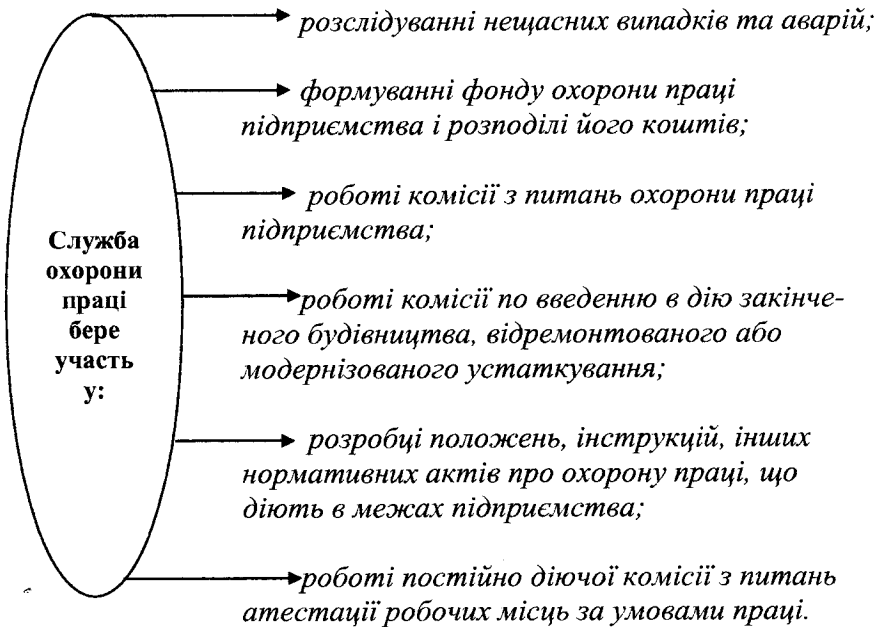 розслідуванні нещасних випадків та аварій;
формуванні фонду охорони праці
підприємства і розподілі його коштів;
роботі комісії з питань охорони праці
підприємства;
Служба
охорони
праці
бере
участь
у:
роботі комісії по введенню в дію закінче-
ного будівництва, відремонтованого або
модернізованого устаткування;
розробці положень, інструкцій, інших
нормативних актів про охорону праці, що
діють в межах підприємства;
роботі постійно діючої комісії з питань
атестації робочих місць за умовами праці.